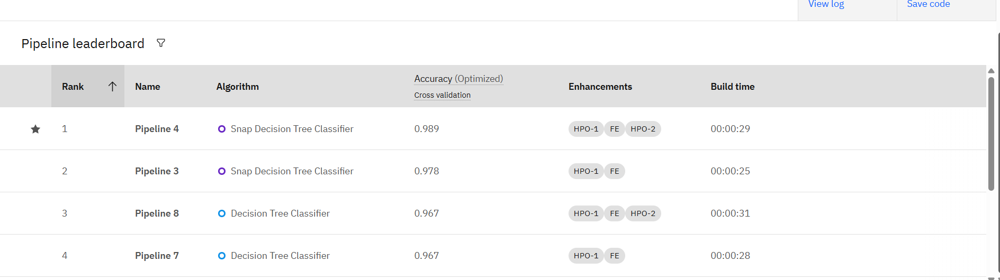 View log Save code
Pipeline leaderboard
Rank Name Algorithm Accuracy (Optimized) Enhancements Build time
Cross validation
1 Pipeline 4 Snap Decision Tree Classifier 0.989 HPO-1 FE HPO-2 00:00:29
2 Pipeline 3 Snap Decision Tree Classifier 0.978 HPO-1 FE 00:00:25
3 Pipeline 8 Decision Tree Classifier 0.967 HPO-1 FE HPO-2 00:00:31
4 Pipeline 7 Decision Tree Classifier 0.967 HPO-1 FE 00:00:28